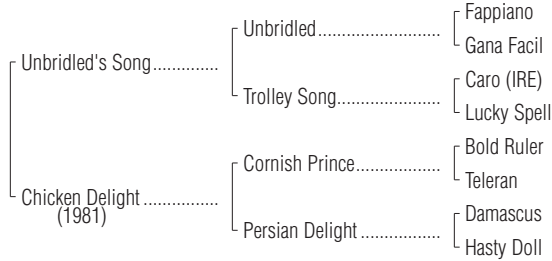 Fappiano
Unbridled..........................
Gana Facil
Unbridled's Song..............
Caro (IRE)
Trolley Song......................
Lucky Spell
Bold Ruler
Cornish Prince..................
Teleran
Chicken Delight ................
(1981)
Damascus
Persian Delight .................
Hasty Doll